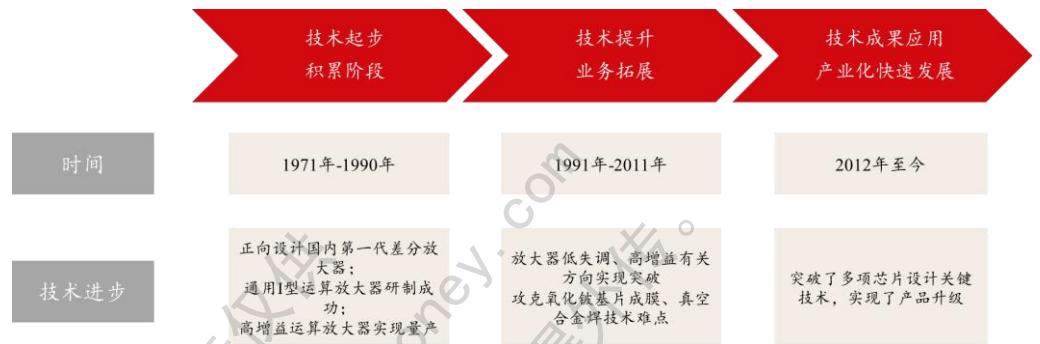 技术起步
积累阶段
技术提升
业务拓展
技术成果应用
产业化快速发展
时间
1971年-1990年
1991年-2011年
2012年至今
技术进步
正向设计国内第一代差分放
大器；
通用I型运算放大器研制成
功；
高增益运算放大器实现量产
放大器低失调、高增益有关
方向实现突破
攻克氧化铍基片成膜、真空
合金焊技术难点
突破了多项芯片设计关键
技术，实现了产品升级